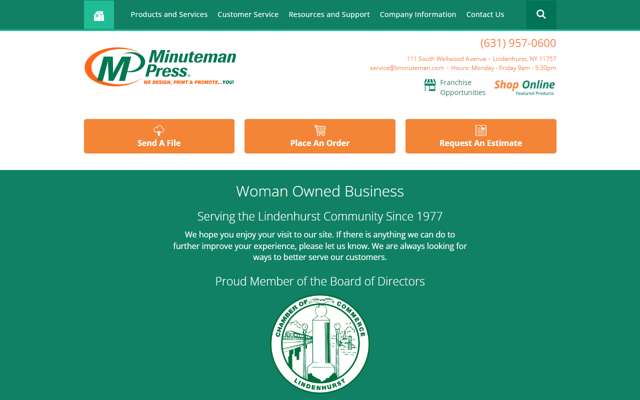 Products and Services
Customer Service
Resources and Support
Company Information
Contact Us
(631) 957-0600
111 South Wellwood Avenue • Lindenhurst, NY 11757
service@limminuteman.com • Hours: Monday - Friday 9am - 5:30pm
MP Minuteman Press®
WE DESIGN, PRINT & PROMOTE...YOU!
Franchise
Opportunities
Shop Online
Featured Products
Send A File
Place An Order
Request An Estimate
Woman Owned Business
Serving the Lindenhurst Community Since 1977
We hope you enjoy your visit to our site. If there is anything we can do to
further improve your experience, please let us know. We are always looking for
ways to better serve our customers.
Proud Member of the Board of Directors
CHAMBER OF COMMERCE
LINDENHURST